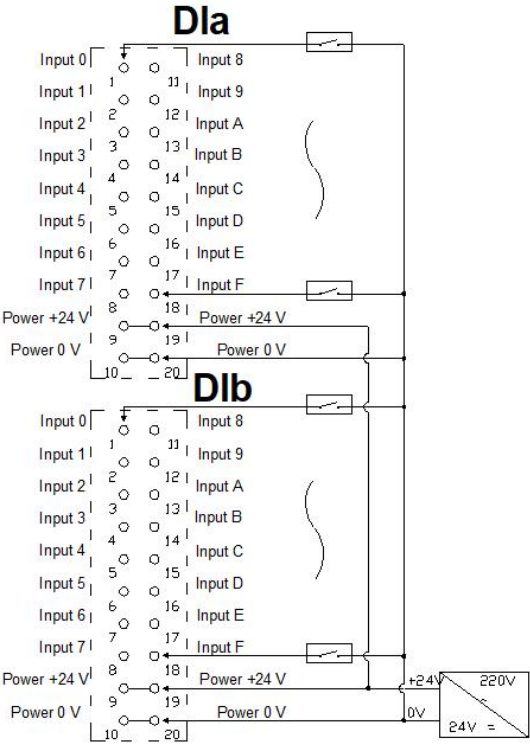 DIa
Input 0 Input 8
1 11
Input 1 Input 9
2 12
Input 2 Input A
3 13
Input 3 Input B
4 14
Input 4 Input C
5 15
Input 5 Input D
6 16
Input 6 Input E
7 17
Input 7 Input F
8 18
Power +24 V Power +24 V
9 19
Power 0 V Power 0 V
10 20
DIb
Input 0 Input 8
1 11
Input 1 Input 9
2 12
Input 2 Input A
3 13
Input 3 Input B
4 14
Input 4 Input C
5 15
Input 5 Input D
6 16
Input 6 Input E
7 17
Input 7 Input F
8 18
Power +24 V Power +24 V +24V 220V
~
9 19
Power 0 V Power 0 V 0V
24V =
10 20